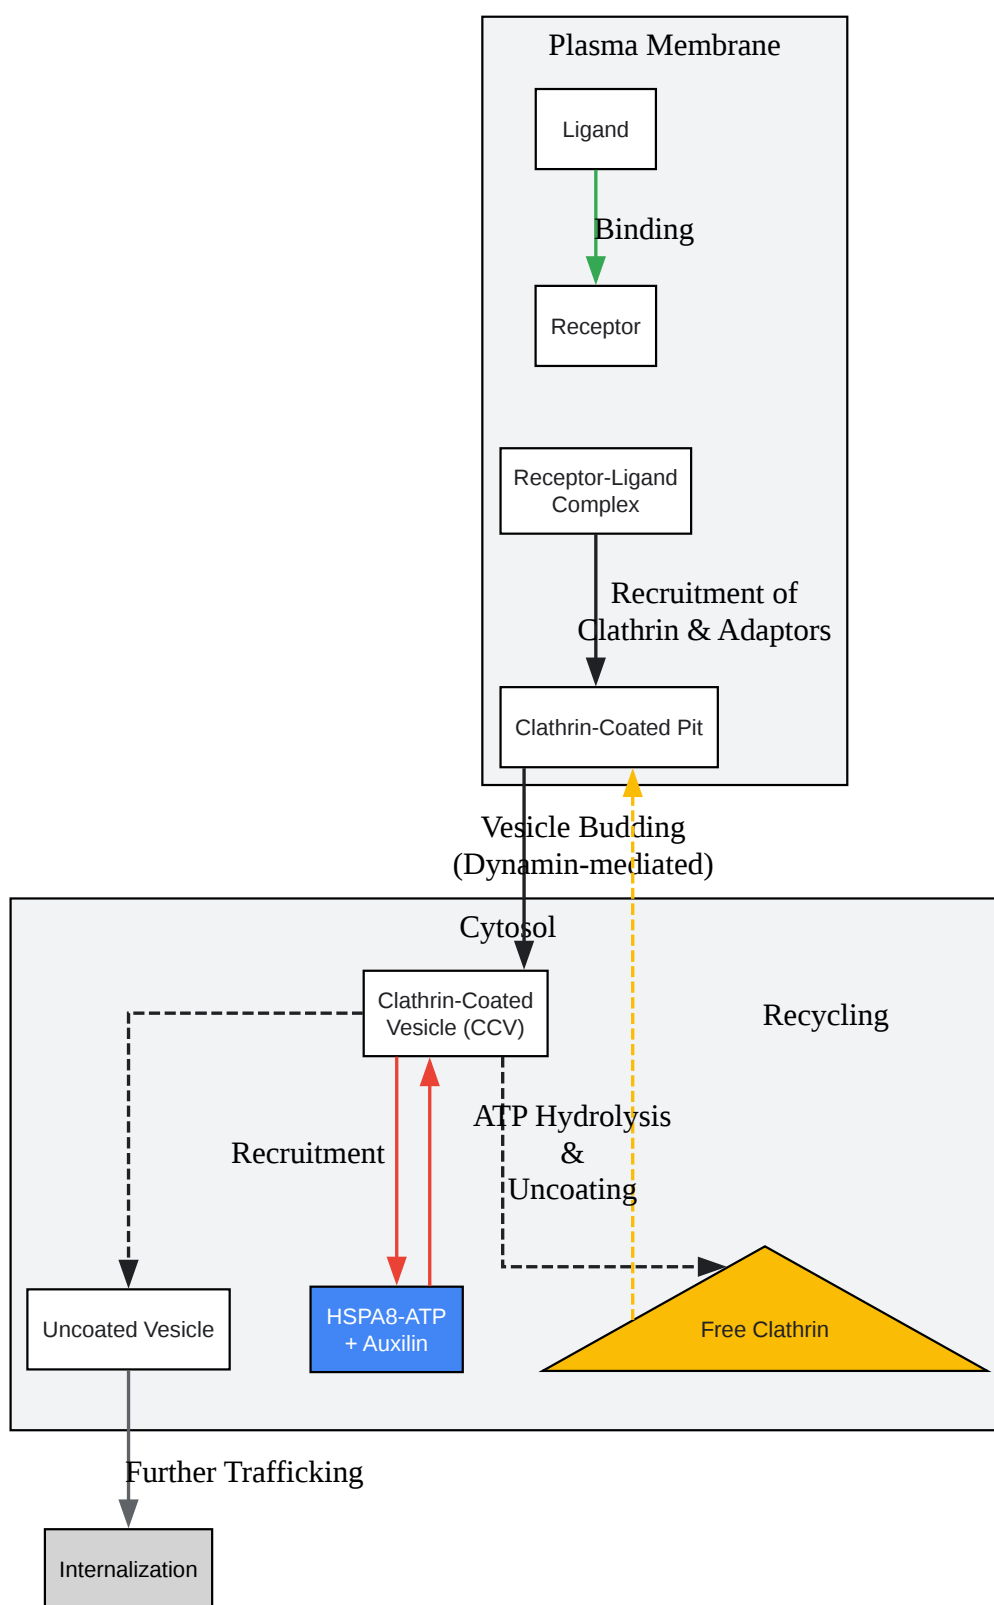 Plasma Membrane
Ligand
Binding
Receptor
Receptor-Ligand
Complex
Recruitment of
Clathrin & Adaptors
Clathrin-Coated Pit
Vesicle Budding
(Dynamin-mediated)
Cytosol
Clathrin-Coated
Vesicle (CCV)
Recycling
Recruitment
ATP Hydrolysis
&
Uncoating
Uncoated Vesicle
HSPA8-ATP
+ Auxilin
Free Clathrin
Further Trafficking
Internalization